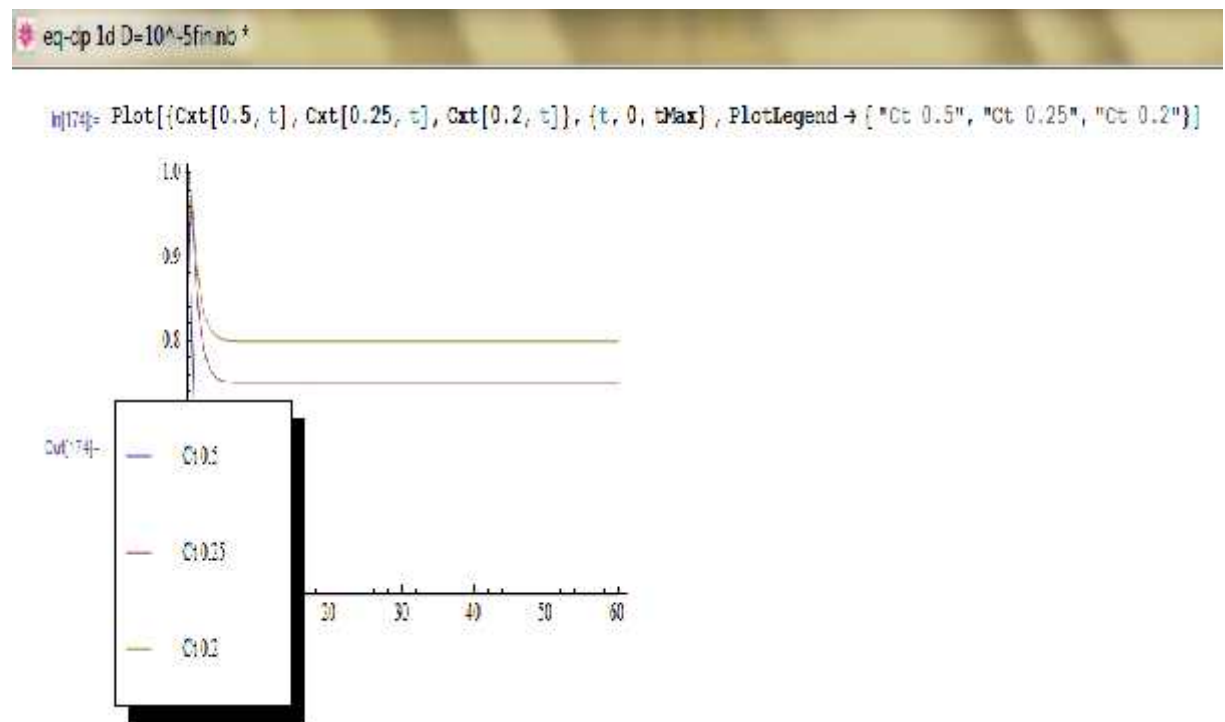 eq-dp 1d D=10^-5fin.nb *
In[174]:= Plot[{Cxt[0.5, t], Cxt[0.25, t], Cxt[0.2, t]}, {t, 0, tMax}, PlotLegend → { "Ct 0.5", "Ct 0.25", "Ct 0.2"}]
1.0
0.9
0.8
Out[174]=
Ct 0.5
Ct 0.25
Ct 0.2
20 30 40 50 60